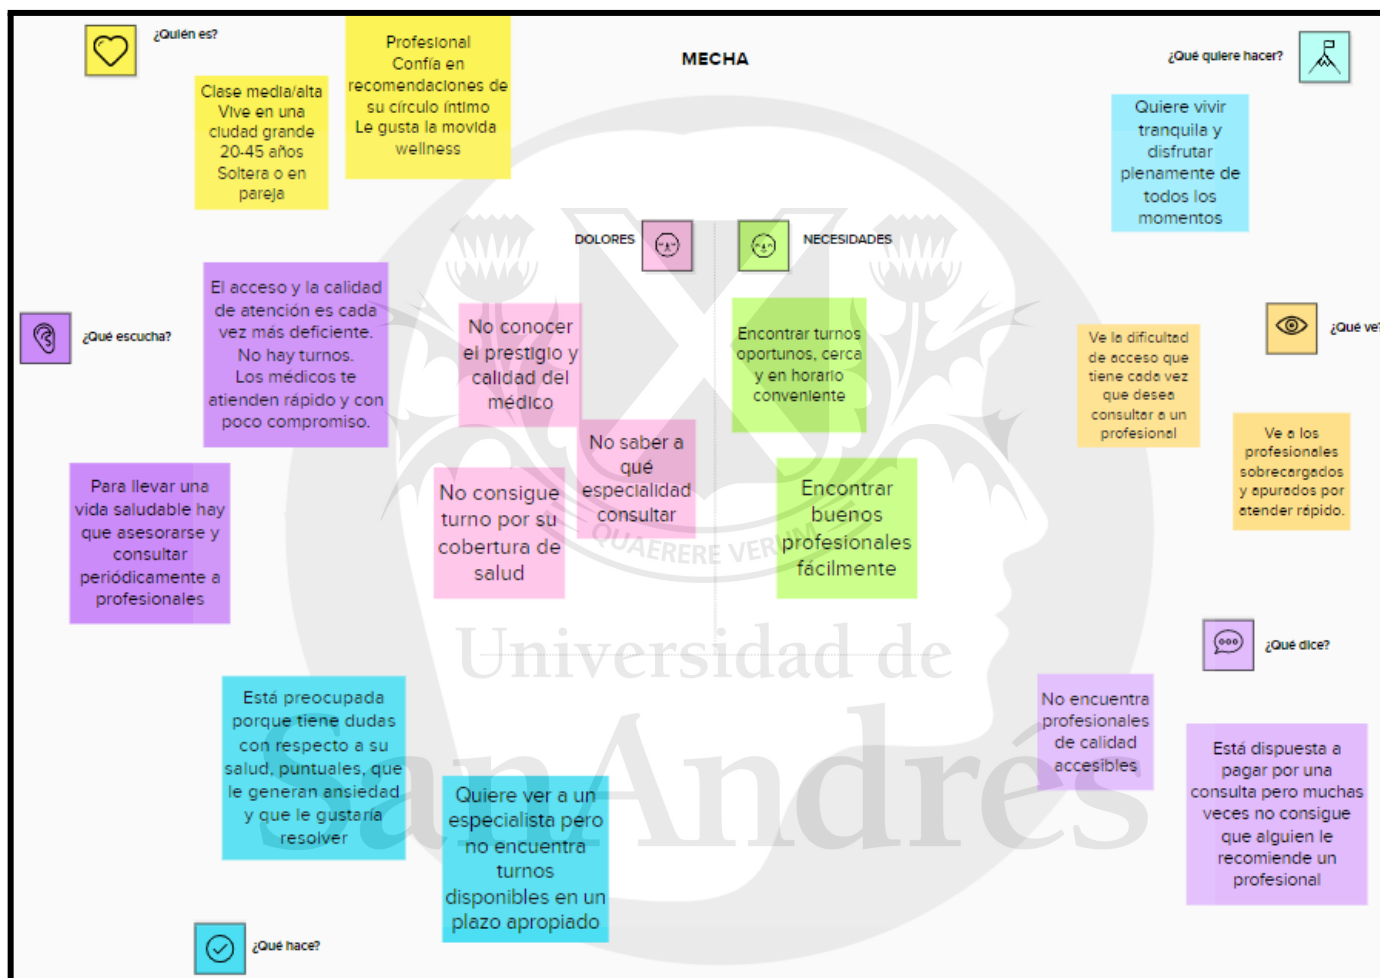 ¿Quién es?
Clase media/alta
Vive en una
ciudad grande
20-45 años
Soltera o en
pareja
Profesional
Confía en
recomendaciones de
su círculo íntimo
Le gusta la movida
wellness
MECHA
¿Qué quiere hacer?
Quiere vivir
tranquila y
disfrutar
plenamente de
todos los
momentos
DOLORES
NECESIDADES
¿Qué escucha?
El acceso y la calidad
de atención es cada
vez más deficiente.
No hay turnos.
Los médicos te
atienden rápido y con
poco compromiso.
Para llevar una
vida saludable hay
que asesorarse y
consultar
periódicamente a
profesionales
No conocer
el prestigio y
calidad del
médico
No saber a
qué
especialidad
consultar
No consigue
turno por su
cobertura de
salud
Encontrar turnos
oportunos, cerca
y en horario
conveniente
Encontrar
buenos
profesionales
fácilmente
¿Qué ve?
Ve la dificultad
de acceso que
tiene cada vez
que desea
consultar a un
profesional
Ve a los
profesionales
sobrecargados
y apurados por
atender rápido.
QUAERERE VERUM
Universidad de
SanAndrés
¿Qué dice?
No encuentra
profesionales
de calidad
accesibles
Está dispuesta a
pagar por una
consulta pero muchas
veces no consigue
que alguien le
recomiende un
profesional
Está preocupada
porque tiene dudas
con respecto a su
salud, puntuales, que
le generan ansiedad
y que le gustaría
resolver
Quiere ver a un
especialista pero
no encuentra
turnos
disponibles en un
plazo apropiado
¿Qué hace?